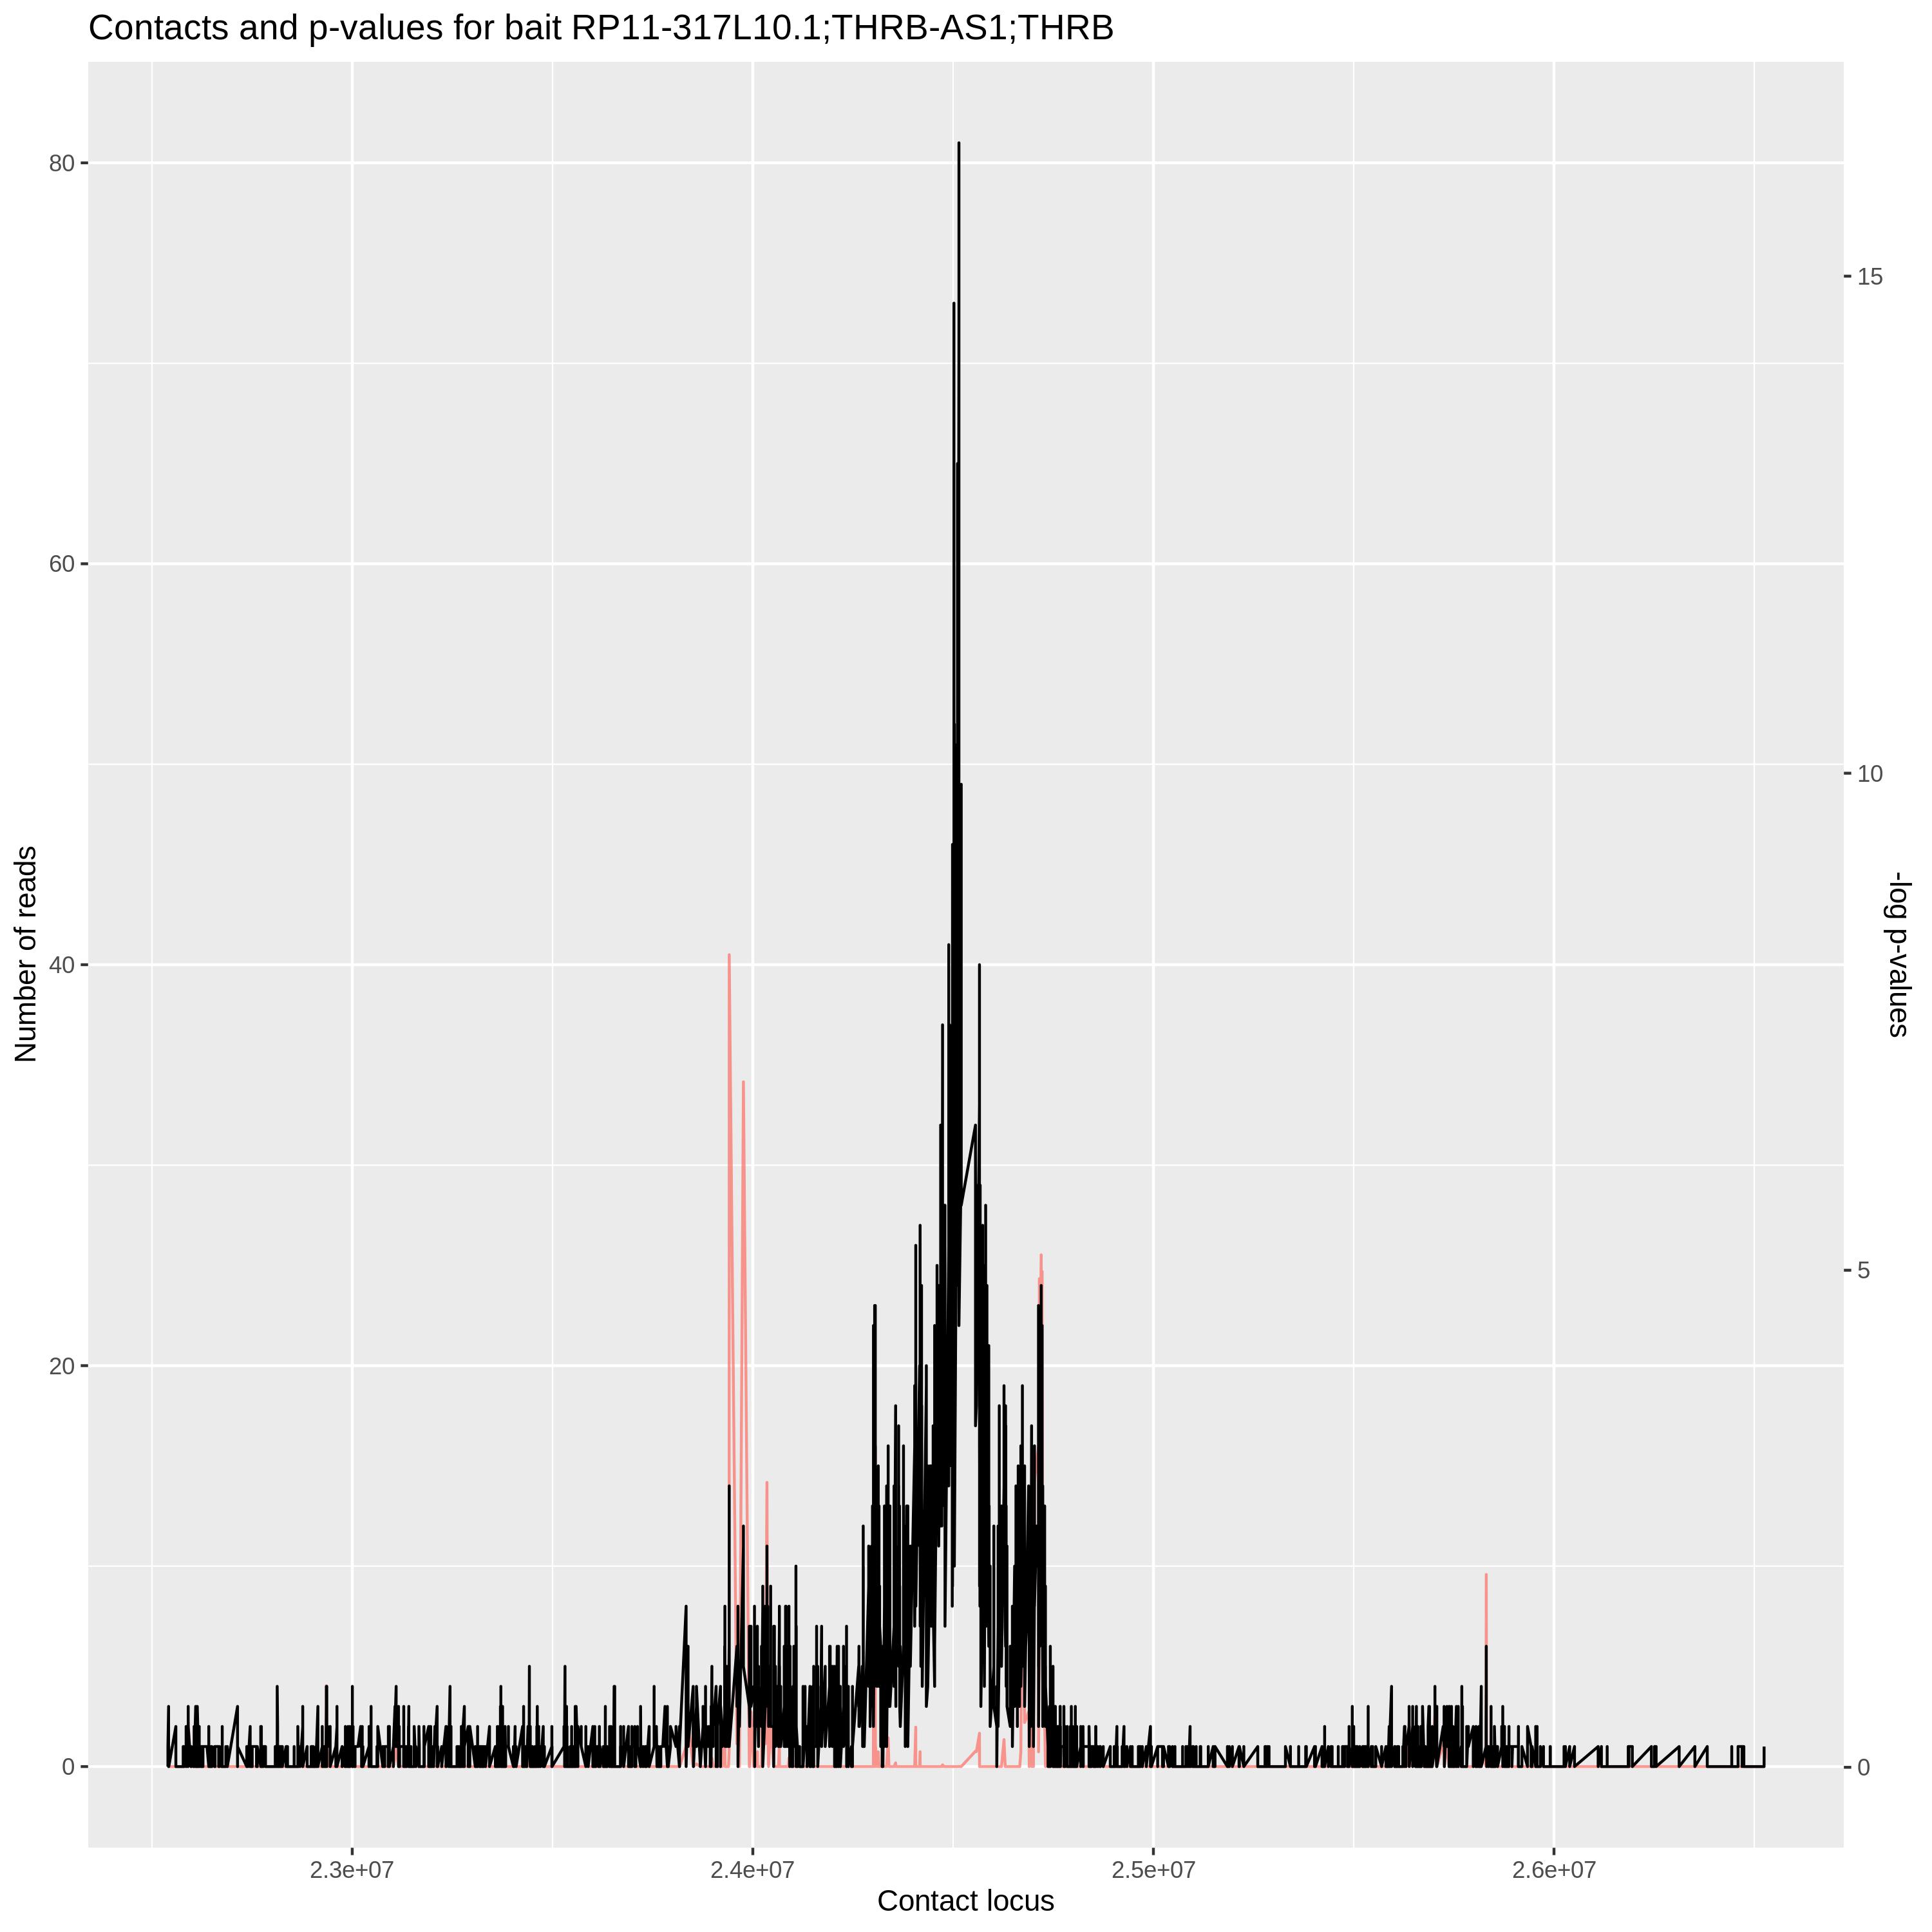 Contacts and p-values for bait RP11-317L10.1;THRB-AS1;THRB
80
60
40
20
0
Number of reads
15
10
5
0
-log p-values
2.3e+07 2.4e+07 2.5e+07 2.6e+07
Contact locus